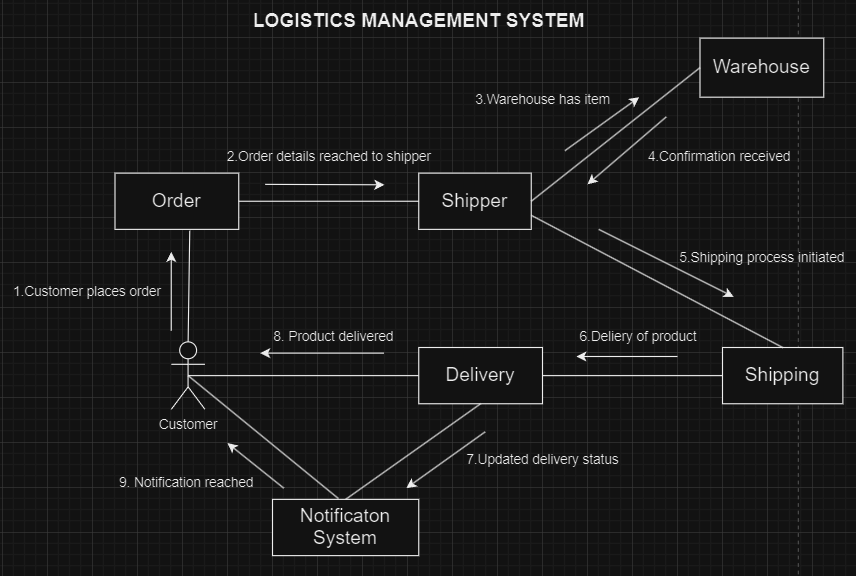 LOGISTICS MANAGEMENT SYSTEM
Warehouse
3.Warehouse has item
4.Confirmation received
2.Order details reached to shipper
Order
Shipper
5.Shipping process initiated
1.Customer places order
8. Product delivered
6.Deliery of product
Delivery
Shipping
Customer
7.Updated delivery status
9. Notification reached
Notificaton
System